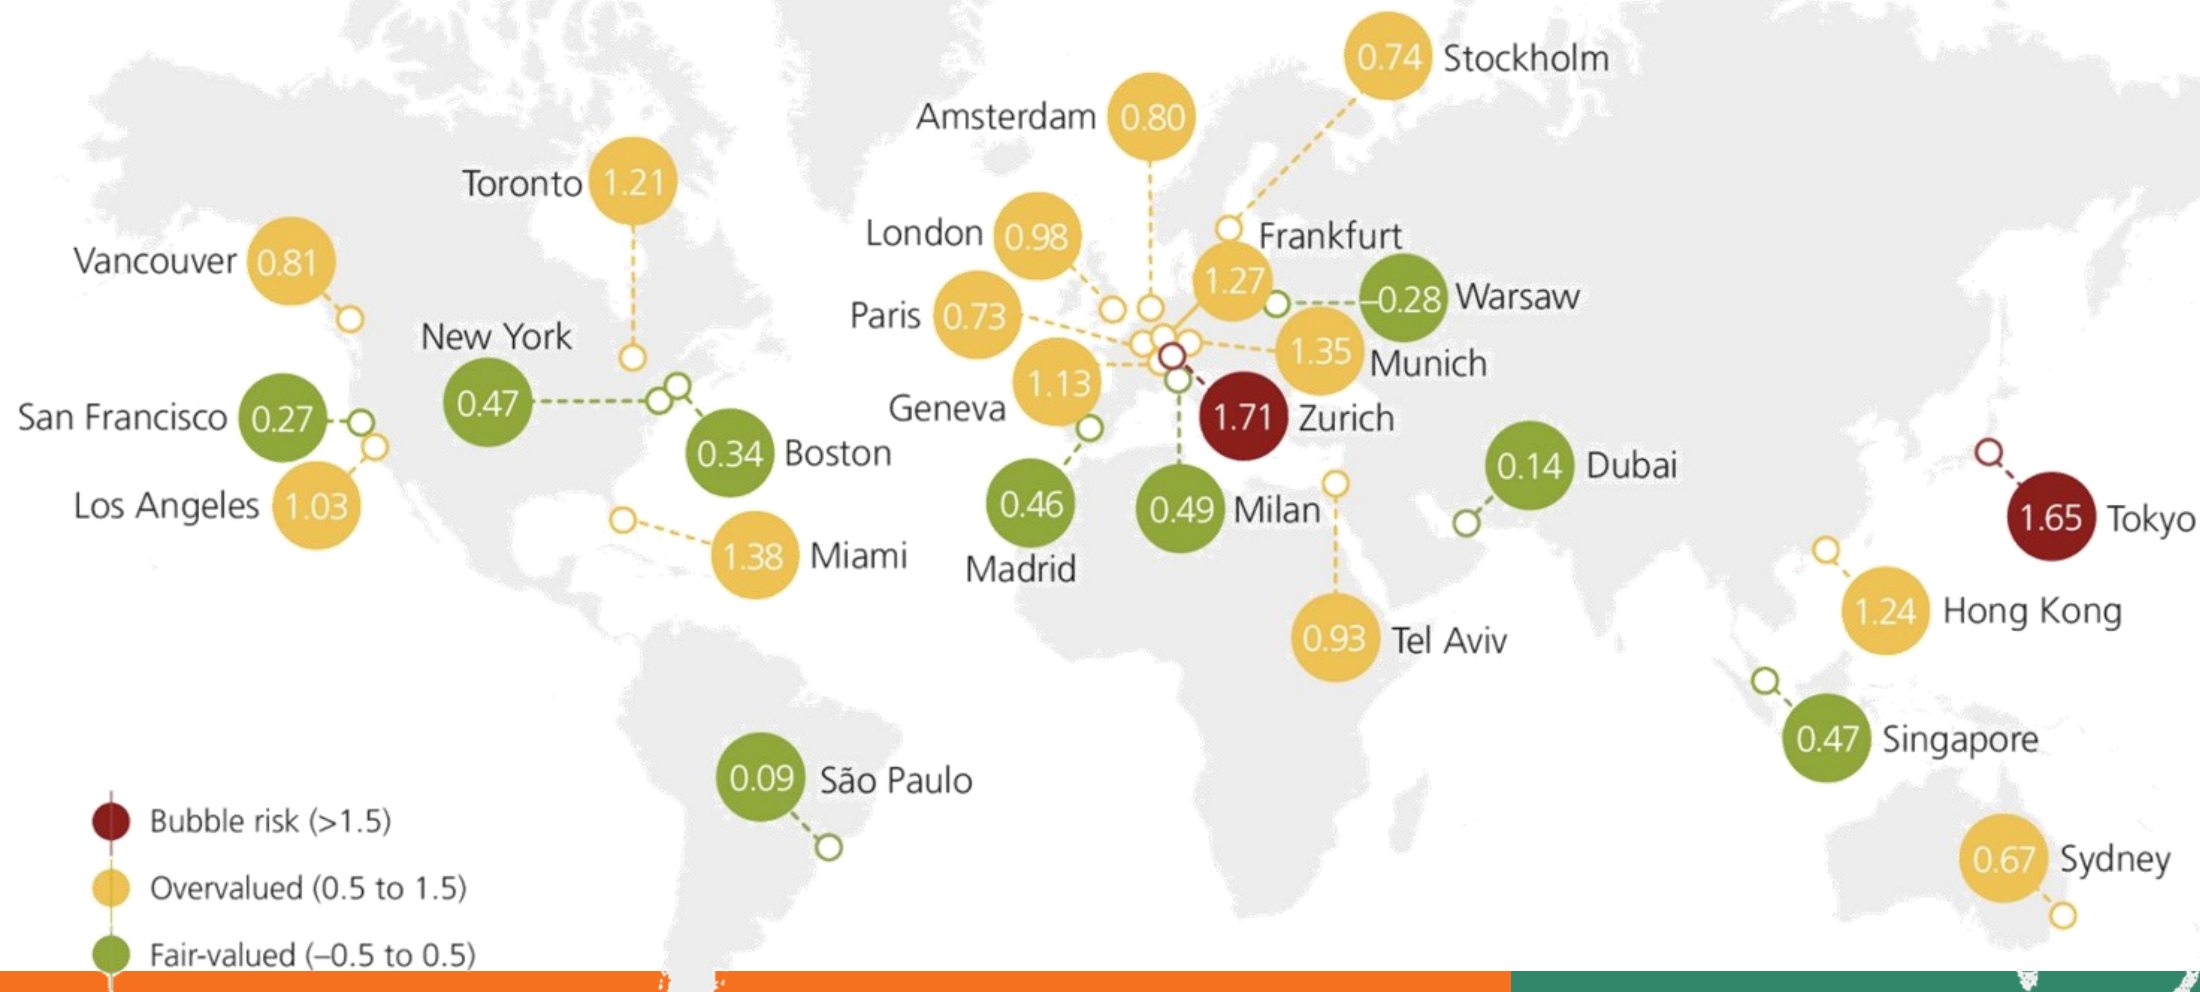 0.74 Stockholm
Amsterdam 0.80
Toronto 1.21
London 0.98
Frankfurt
1.27
Vancouver 0.81
–0.28 Warsaw
Paris 0.73
New York
0.47
1.35 Munich
1.13
Geneva
San Francisco 0.27
1.71 Zurich
0.34 Boston
0.14 Dubai
Los Angeles 1.03
0.46
Madrid
0.49 Milan
1.65 Tokyo
1.38 Miami
1.24 Hong Kong
0.93 Tel Aviv
0.47 Singapore
0.09 São Paulo
0.67 Sydney
Bubble risk (>1.5)
Overvalued (0.5 to 1.5)
Fair-valued (–0.5 to 0.5)